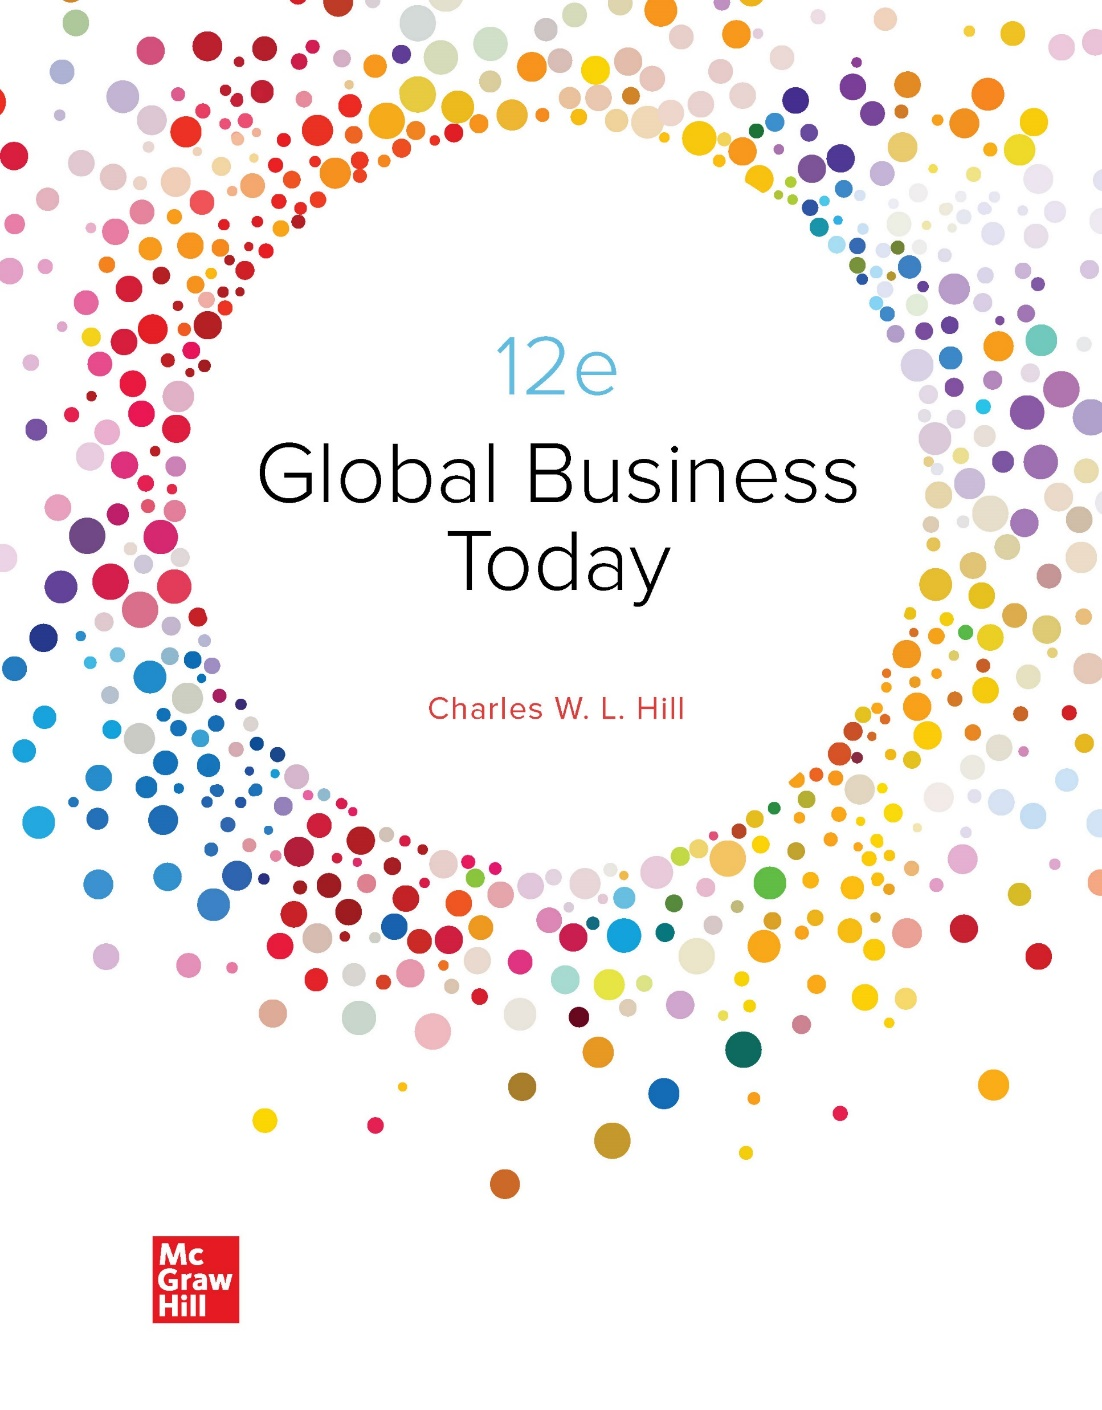 12e
Global Business
Today
Charles W. L. Hill
Mc
Graw
Hill